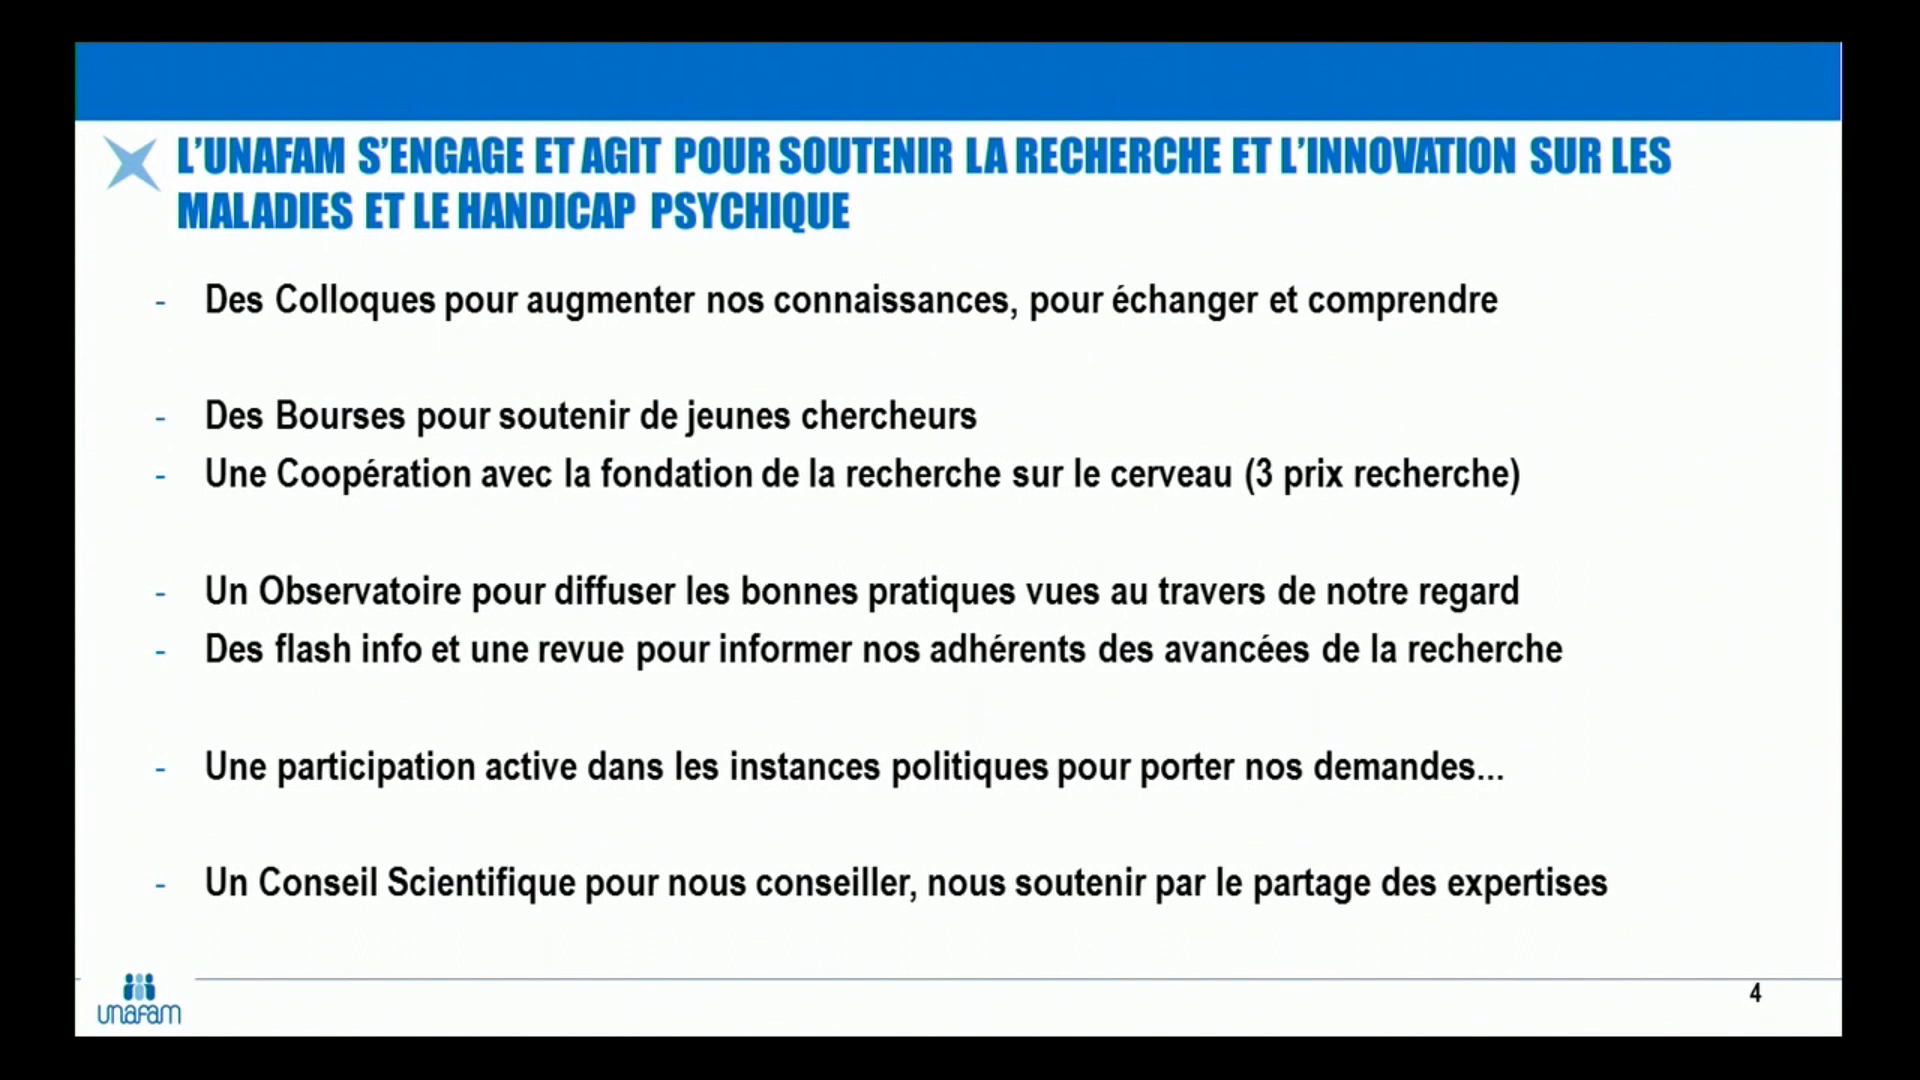 L'UNAFAM S'ENGAGE ET AGIT POUR SOUTENIR LA RECHERCHE ET L'INNOVATION SUR LES
MALADIES ET LE HANDICAP PSYCHIQUE
- Des Colloques pour augmenter nos connaissances, pour échanger et comprendre
- Des Bourses pour soutenir de jeunes chercheurs
- Une Coopération avec la fondation de la recherche sur le cerveau (3 prix recherche)
- Un Observatoire pour diffuser les bonnes pratiques vues au travers de notre regard
- Des flash info et une revue pour informer nos adhérents des avancées de la recherche
- Une participation active dans les instances politiques pour porter nos demandes...
- Un Conseil Scientifique pour nous conseiller, nous soutenir par le partage des expertises
unafam
4